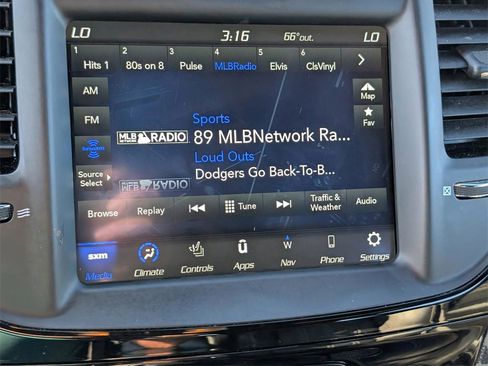 LO 3:16 66°out. LO
1 2 3 4 5 6
Hits 1 80s on 8 Pulse MLBRadio Elvis ClsVinyl
AM
Map
FM
Sports
Fav
MLB RADIO 89 MLBNetwork Ra...
Loud Outs
Source Select
Dodgers Go Back-To-B...
MLB RADIO
Browse Replay Tune Traffic & Weather Audio
sxm
Media Climate Controls Apps Nav Phone Settings
W